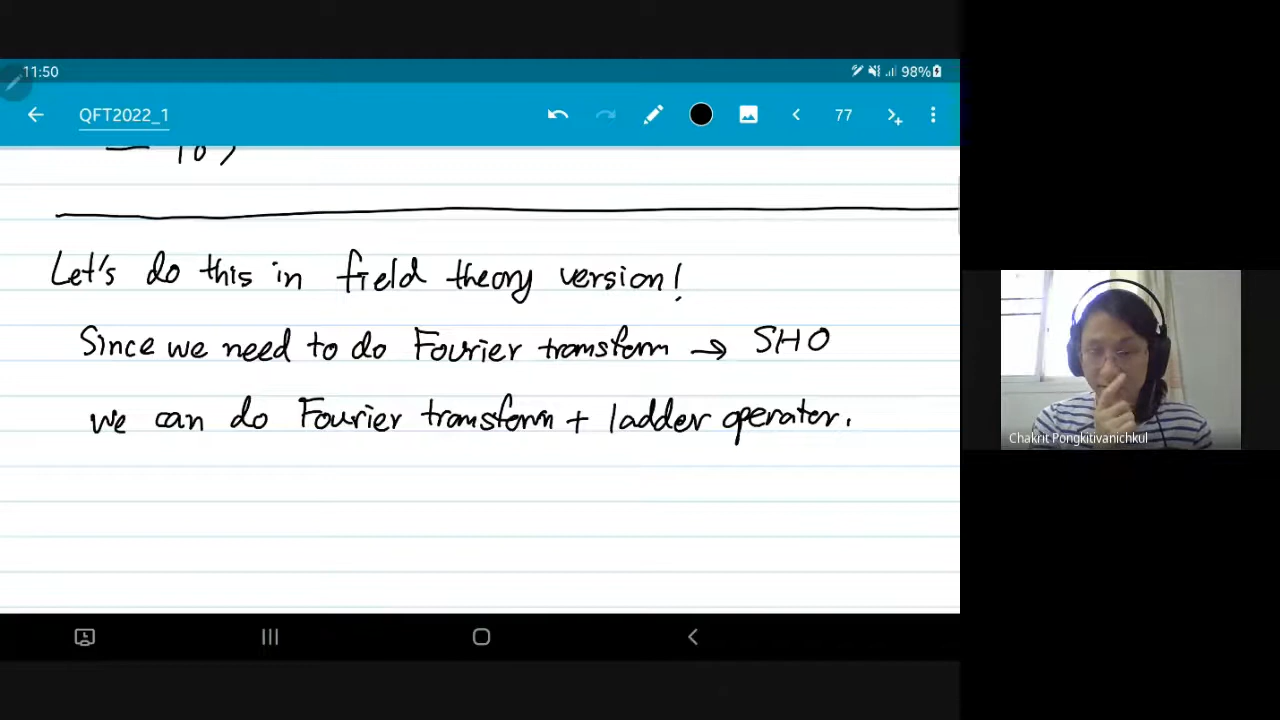 11:50
98%
QFT2022_1
77
Let's do this in field theory version!
Since we need to do Fourier transform → SHO
we can do Fourier transform + ladder operator.
Chakrit Pongkitivanichkul